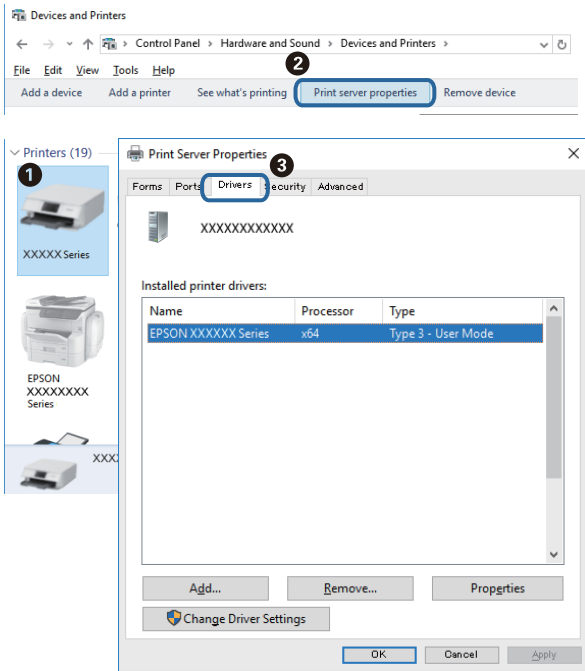 Devices and Printers
Control Panel > Hardware and Sound > Devices and Printers >
File Edit View Tools Help
2
Add a device Add a printer See what's printing Print server properties Remove device
Printers (19)
1
XXXXX Series
EPSON
XXXXXXXX
Series
XXX
Print Server Properties
3
Forms Ports Drivers Security Advanced
XXXXXXXXXXXX
Installed printer drivers:
Name Processor Type
EPSON XXXXXX Series x64 Type 3 - User Mode
Add... Remove... Properties
Change Driver Settings
OK Cancel Apply